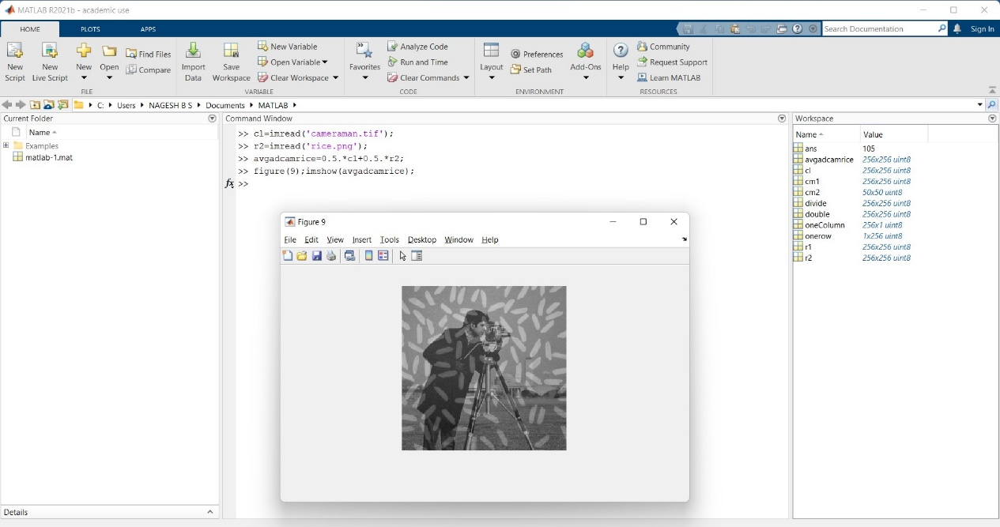 MATLAB R2021b - academic use
HOME PLOTS APPS
Search Documentation
Sign In
New Script
New Live Script
New
Open
Find Files
Compare
FILE
Import Data
Save Workspace
New Variable
Open Variable
Clear Workspace
VARIABLE
Favorites
Analyze Code
Run and Time
Clear Commands
CODE
Layout
Preferences
Set Path
Add-Ons
ENVIRONMENT
Help
Community
Request Support
Learn MATLAB
RESOURCES
C: Users NAGESH B S Documents MATLAB
Current Folder
Name
Examples
matlab-1.mat
Details
Command Window
>> cl=imread('cameraman.tif');
>> r2=imread('rice.png');
>> avgadcamrice=0.5.*cl+0.5.*r2;
>> figure(9);imshow(avgadcamrice);
fx >>
Figure 9
File Edit View Insert Tools Desktop Window Help
Workspace
Name Value
ans 105
avgadcamrice 256x256 uint8
cl 256x256 uint8
cm1 256x256 uint8
cm2 50x50 uint8
divide 256x256 uint8
double 256x256 uint8
oneColumn 256x1 uint8
onerow 1x256 uint8
r1 256x256 uint8
r2 256x256 uint8